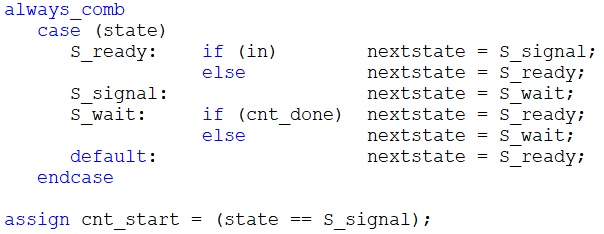 always_comb
   case (state)
      S_ready:    if (in)         nextstate = S_signal;
                  else            nextstate = S_ready;
      S_signal:                   nextstate = S_wait;
      S_wait:     if (cnt_done)   nextstate = S_ready;
                  else            nextstate = S_wait;
      default:                    nextstate = S_ready;
   endcase

assign cnt_start = (state == S_signal);